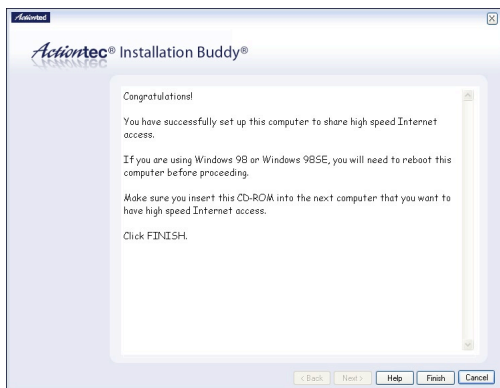 Actiontec
Actiontec® Installation Buddy®
Congratulations!
You have successfully set up this computer to share high speed Internet
access.
If you are using Windows 98 or Windows 98SE, you will need to reboot this
computer before proceeding.
Make sure you insert this CD-ROM into the next computer that you want to
have high speed Internet access.
Click FINISH.
< Back Next > Help Finish Cancel